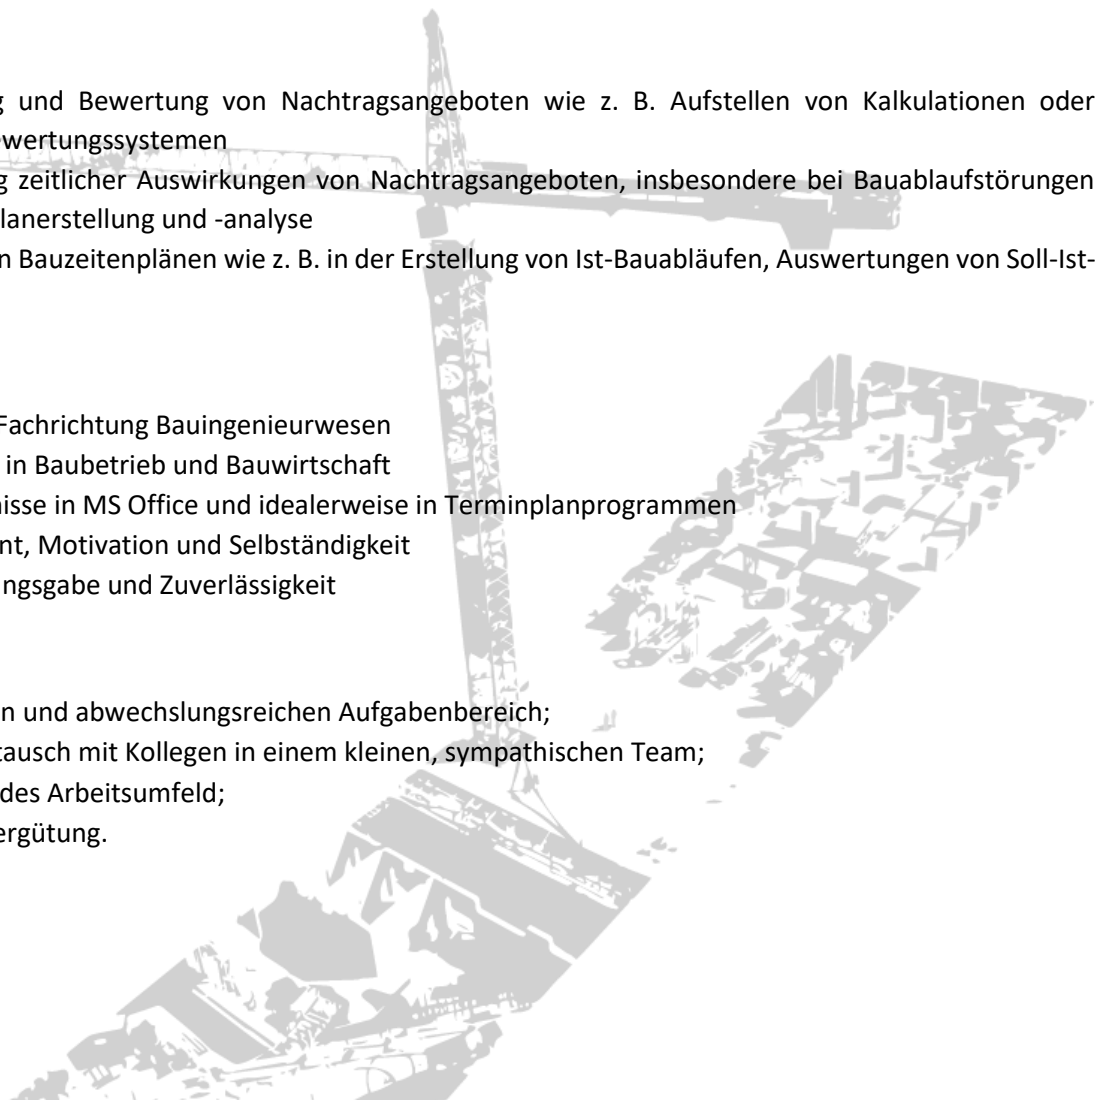 g und Bewertung von Nachtragsangeboten wie z. B. Aufstellen von Kalkulationen oder
ewertungssystemen
g zeitlicher Auswirkungen von Nachtragsangeboten, insbesondere bei Bauablaufstörungen
lanerstellung und -analyse
n Bauzeitenplänen wie z. B. in der Erstellung von Ist-Bauabläufen, Auswertungen von Soll-Ist-
Fachrichtung Bauingenieurwesen
in Baubetrieb und Bauwirtschaft
nisse in MS Office und idealerweise in Terminplanprogrammen
nt, Motivation und Selbständigkeit
ngsgabe und Zuverlässigkeit
n und abwechslungsreichen Aufgabenbereich;
tausch mit Kollegen in einem kleinen, sympathischen Team;
des Arbeitsumfeld;
ergütung.